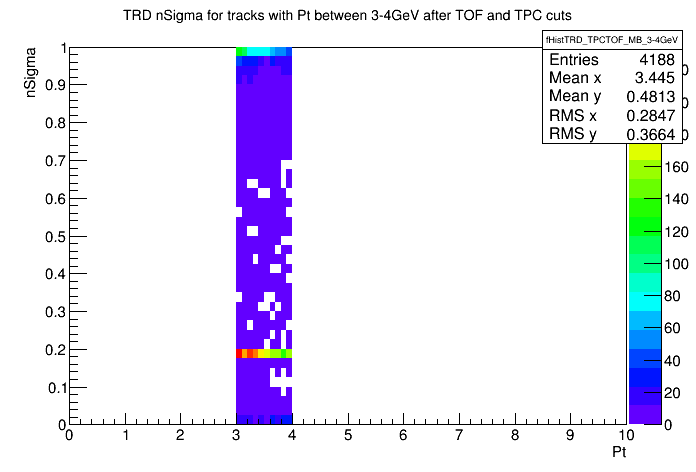 TRD nSigma for tracks with Pt between 3-4GeV after TOF and TPC cuts
fHistTRD_TPCTOF_MB_3-4GeV
Entries 4188
Mean x 3.445
Mean y 0.4813
RMS x 0.2847
RMS y 0.3664
nSigma
1
0.9
0.8
0.7
0.6
0.5
0.4
0.3
0.2
0.1
0
0 1 2 3 4 5 6 7 8 9 10
Pt
160
140
120
100
80
60
40
20
0